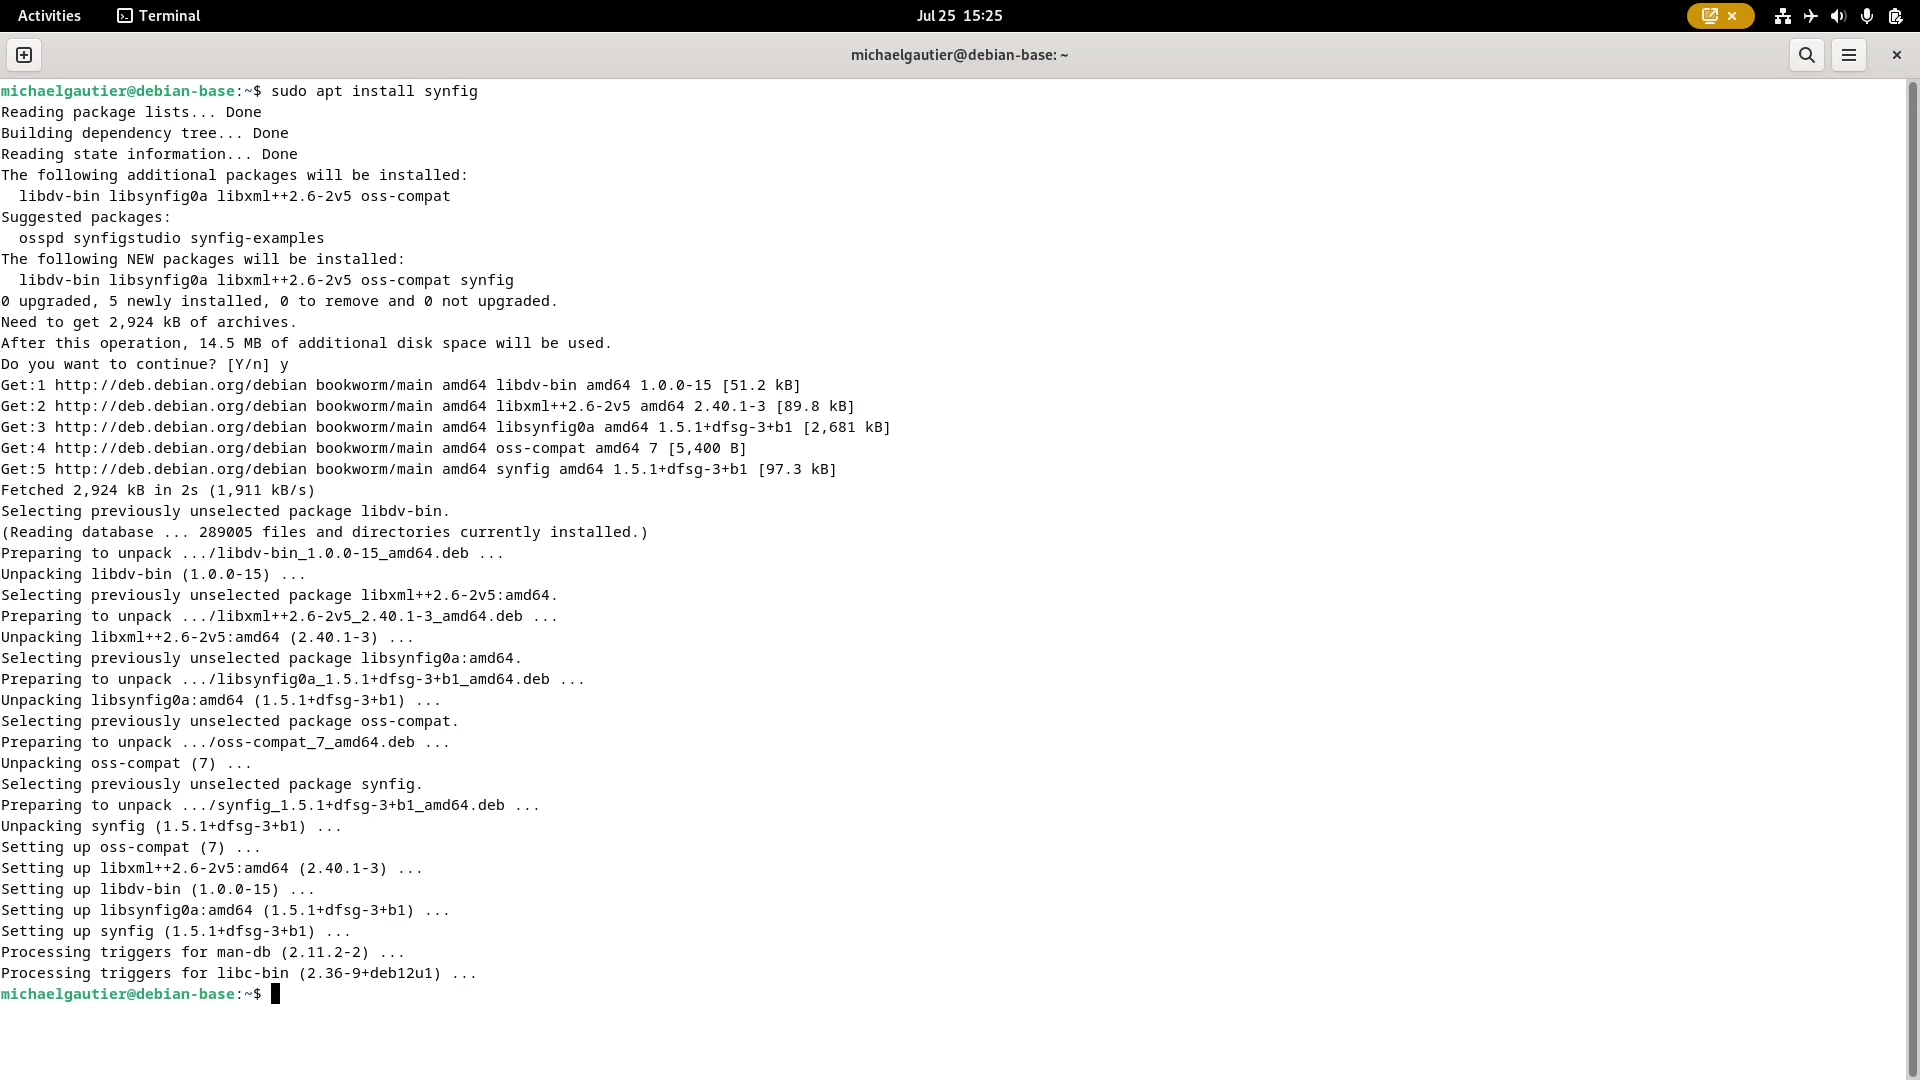 Activities Terminal Jul 25 15:25
michaelgautier@debian-base: ~
michaelgautier@debian-base:~$ sudo apt install synfig
Reading package lists... Done
Building dependency tree... Done
Reading state information... Done
The following additional packages will be installed:
  libdv-bin libsynfig0a libxml++2.6-2v5 oss-compat
Suggested packages:
  osspd synfigstudio synfig-examples
The following NEW packages will be installed:
  libdv-bin libsynfig0a libxml++2.6-2v5 oss-compat synfig
0 upgraded, 5 newly installed, 0 to remove and 0 not upgraded.
Need to get 2,924 kB of archives.
After this operation, 14.5 MB of additional disk space will be used.
Do you want to continue? [Y/n] y
Get:1 http://deb.debian.org/debian bookworm/main amd64 libdv-bin amd64 1.0.0-15 [51.2 kB]
Get:2 http://deb.debian.org/debian bookworm/main amd64 libxml++2.6-2v5 amd64 2.40.1-3 [89.8 kB]
Get:3 http://deb.debian.org/debian bookworm/main amd64 libsynfig0a amd64 1.5.1+dfsg-3+b1 [2,681 kB]
Get:4 http://deb.debian.org/debian bookworm/main amd64 oss-compat amd64 7 [5,400 B]
Get:5 http://deb.debian.org/debian bookworm/main amd64 synfig amd64 1.5.1+dfsg-3+b1 [97.3 kB]
Fetched 2,924 kB in 2s (1,911 kB/s)
Selecting previously unselected package libdv-bin.
(Reading database ... 289005 files and directories currently installed.)
Preparing to unpack .../libdv-bin_1.0.0-15_amd64.deb ...
Unpacking libdv-bin (1.0.0-15) ...
Selecting previously unselected package libxml++2.6-2v5:amd64.
Preparing to unpack .../libxml++2.6-2v5_2.40.1-3_amd64.deb ...
Unpacking libxml++2.6-2v5:amd64 (2.40.1-3) ...
Selecting previously unselected package libsynfig0a:amd64.
Preparing to unpack .../libsynfig0a_1.5.1+dfsg-3+b1_amd64.deb ...
Unpacking libsynfig0a:amd64 (1.5.1+dfsg-3+b1) ...
Selecting previously unselected package oss-compat.
Preparing to unpack .../oss-compat_7_amd64.deb ...
Unpacking oss-compat (7) ...
Selecting previously unselected package synfig.
Preparing to unpack .../synfig_1.5.1+dfsg-3+b1_amd64.deb ...
Unpacking synfig (1.5.1+dfsg-3+b1) ...
Setting up oss-compat (7) ...
Setting up libxml++2.6-2v5:amd64 (2.40.1-3) ...
Setting up libdv-bin (1.0.0-15) ...
Setting up libsynfig0a:amd64 (1.5.1+dfsg-3+b1) ...
Setting up synfig (1.5.1+dfsg-3+b1) ...
Processing triggers for man-db (2.11.2-2) ...
Processing triggers for libc-bin (2.36-9+deb12u1) ...
michaelgautier@debian-base:~$